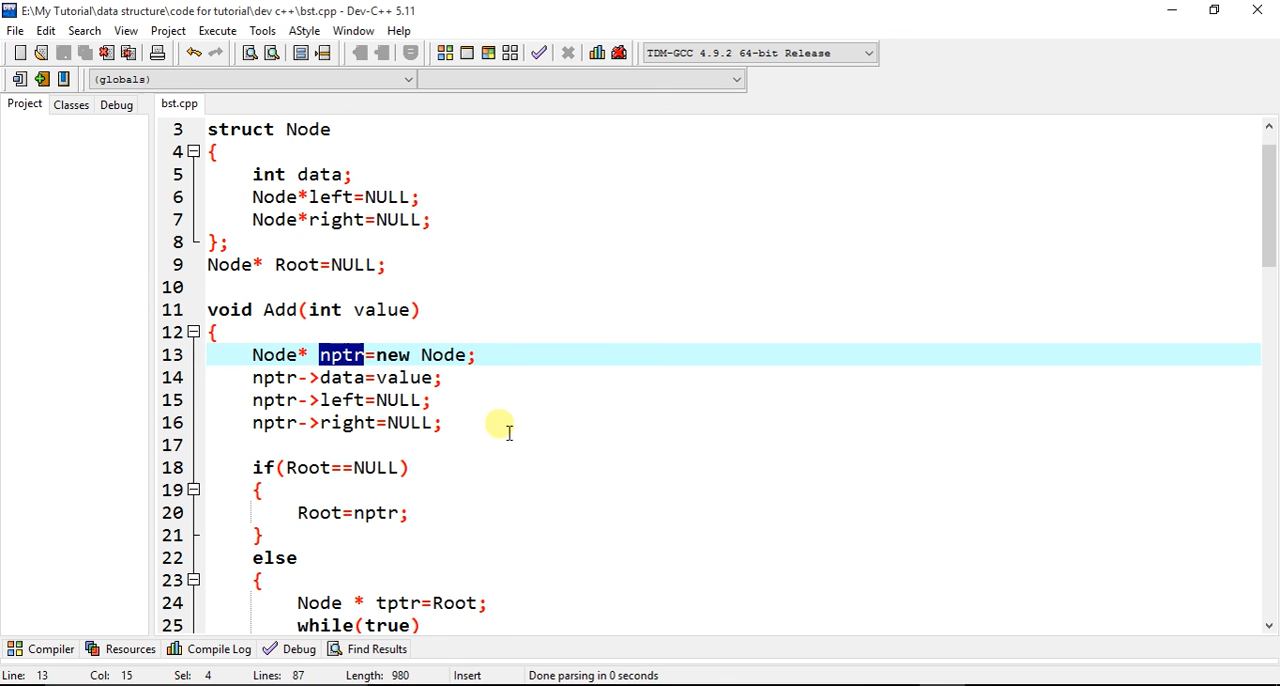 E:\My Tutorial\data structure\code for tutorial\dev c++\bst.cpp - Dev-C++ 5.11
File Edit Search View Project Execute Tools AStyle Window Help
TDM-GCC 4.9.2 64-bit Release
(globals)
Project Classes Debug bst.cpp
3 struct Node
4 {
5 int data;
6 Node*left=NULL;
7 Node*right=NULL;
8 };
9 Node* Root=NULL;
10
11 void Add(int value)
12 {
13 Node* nptr=new Node;
14 nptr->data=value;
15 nptr->left=NULL;
16 nptr->right=NULL;
17
18 if(Root==NULL)
19 {
20 Root=nptr;
21 }
22 else
23 {
24 Node * tptr=Root;
25 while(true)
Compiler Resources Compile Log Debug Find Results
Line: 13 Col: 15 Sel: 4 Lines: 87 Length: 980 Insert Done parsing in 0 seconds